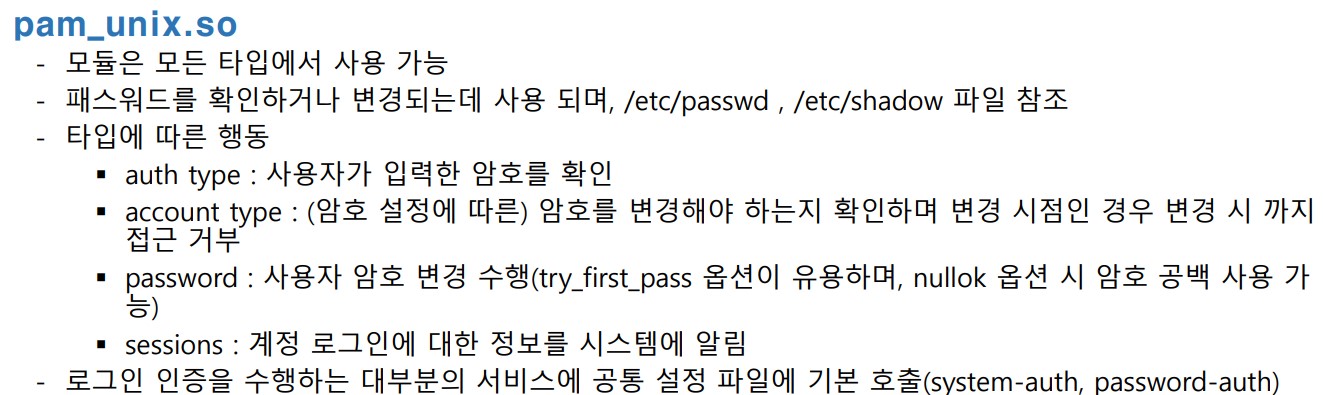 pam_unix.so
- 모듈은 모든 타입에서 사용 가능
- 패스워드를 확인하거나 변경되는데 사용 되며, /etc/passwd , /etc/shadow 파일 참조
- 타입에 따른 행동
▪ auth type : 사용자가 입력한 암호를 확인
▪ account type : (암호 설정에 따른) 암호를 변경해야 하는지 확인하며 변경 시점인 경우 변경 시 까지
접근 거부
▪ password : 사용자 암호 변경 수행(try_first_pass 옵션이 유용하며, nullok 옵션 시 암호 공백 사용 가
능)
▪ sessions : 계정 로그인에 대한 정보를 시스템에 알림
- 로그인 인증을 수행하는 대부분의 서비스에 공통 설정 파일에 기본 호출(system-auth, password-auth)